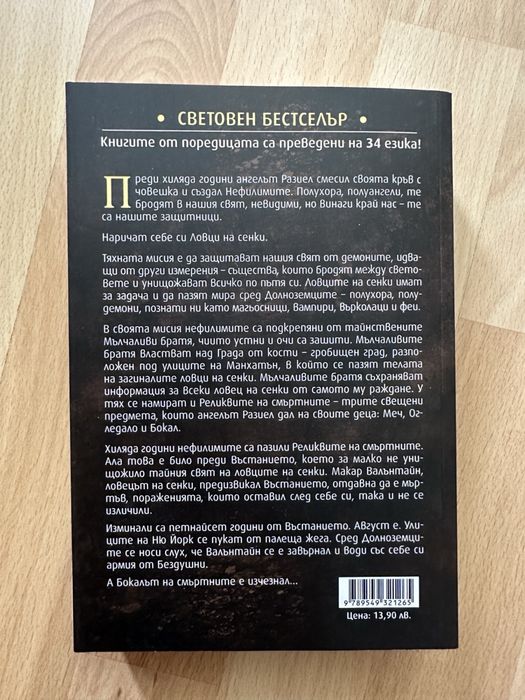 • СВЕТОВЕН БЕСТСЕЛЪР •
Книгите от поредицата са преведени на 34 езика!
Преди хиляда години ангелът Разиел смесил своята кръв с
човешка и създал Нефилимите. Полухора, полуангели, те
бродят в нашия свят, невидими, но винаги край нас – те
са нашите защитници.
Наричат себе си Ловци на сенки.
Тяхната мисия е да защитават нашия свят от демоните, идва-
щи от други измерения – същества, които бродят между свето-
вете и унищожават всичко по пътя си. Ловците на сенки имат
за задача и да пазят мира сред Долноземците – полухора, полу-
демони, познати ни като магьосници, вампири, върколаци и феи.
В своята мисия нефилимите са подкрепяни от тайнствените
Мълчаливи братя, чиито устни и очи са зашити. Мълчаливите
братя властват над Града от кости – гробищен град, разпо-
ложен под улиците на Манхатън, в който се пазят телата
на загиналите ловци на сенки. Мълчаливите братя съхраняват
информация за всеки ловец на сенки от самото му раждане. У
тях се намират и Реликвите на смъртните – трите свещени
предмета, които ангелът Разиел дал на своите деца: Меч, Ог-
ледало и Бокал.
Хиляда години нефилимите са пазили Реликвите на смъртните.
Ала това е било преди Въстанието, което за малко не уни-
щожило тайния свят на ловците на сенки. Макар Валънтайн,
ловецът на сенки, предизвикал Въстанието, отдавна да е мър-
тъв, пораженията, които оставил след себе си, така и не се
изличили.
Изминали са петнайсет години от Въстанието. Август е. Ули-
ците на Ню Йорк се пукат от палеща жега. Сред Долноземци-
те се носи слух, че Валънтайн се е завърнал и води със себе си
армия от Бездушни.
А Бокалът на смъртните е изчезнал...
9 789549 321265
Цена: 13,90 лв.